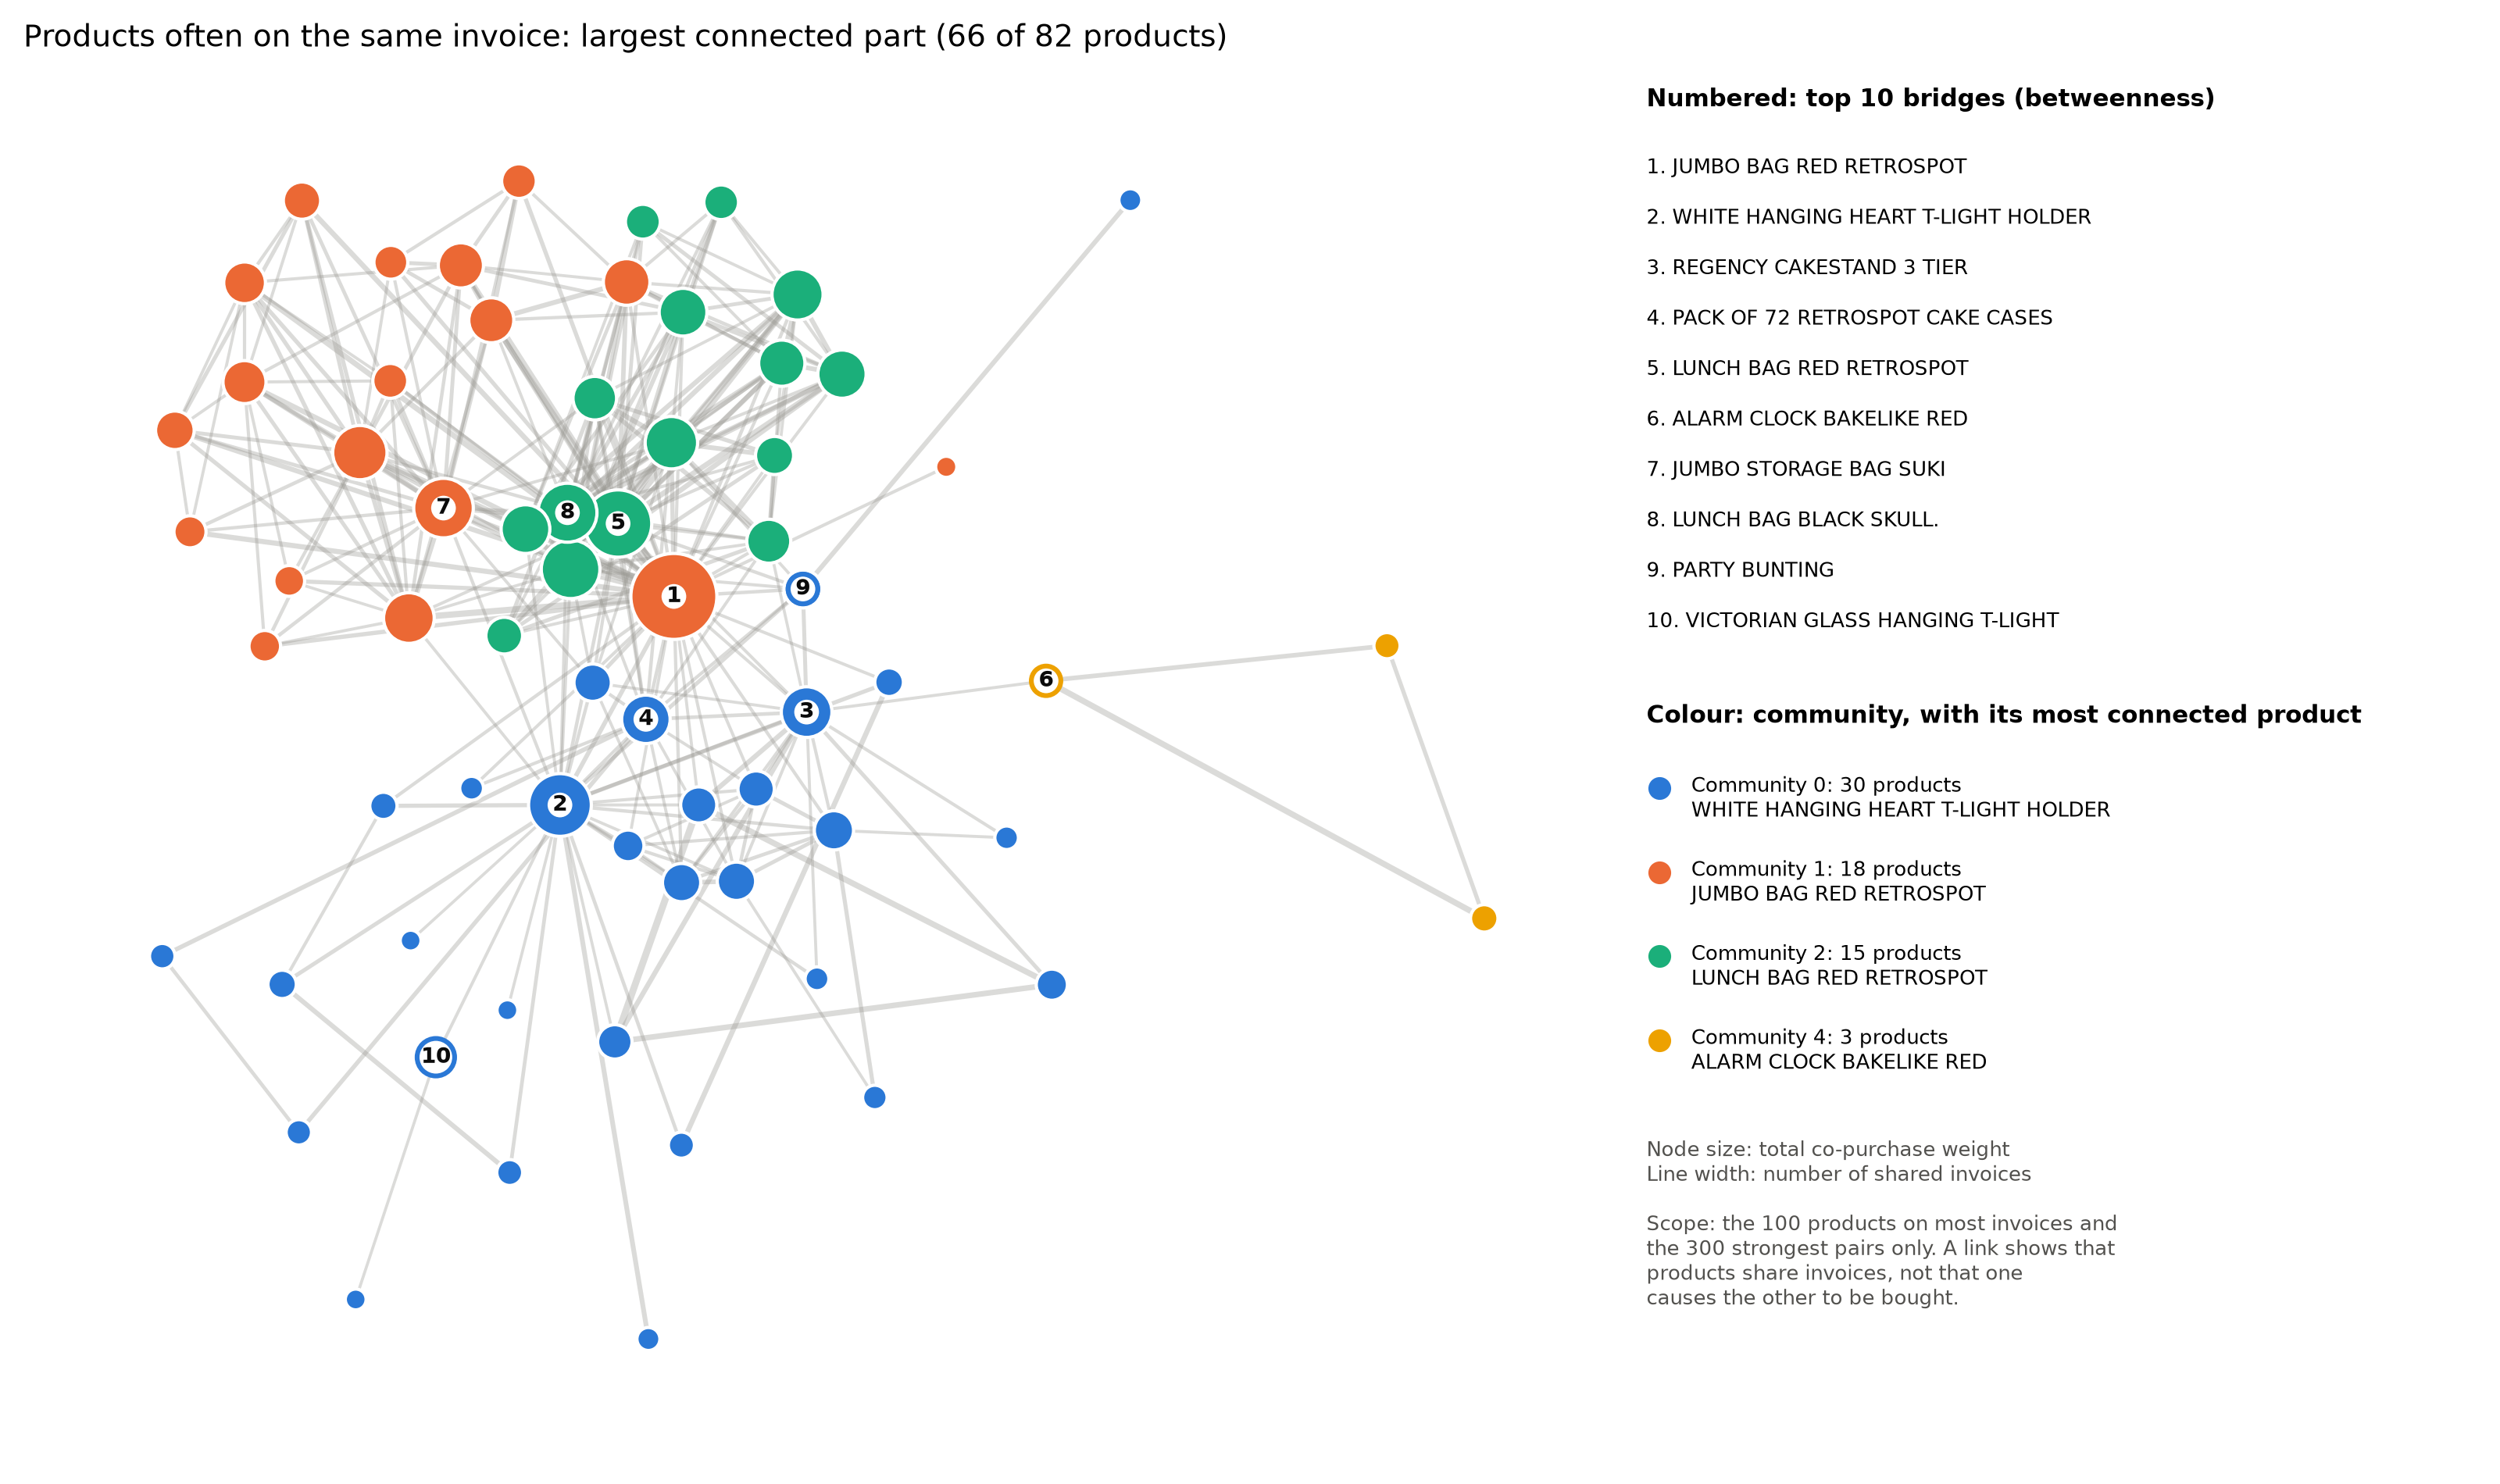 Products often on the same invoice: largest connected part (66 of 82 products)
Numbered: top 10 bridges (betweenness)
1. JUMBO BAG RED RETROSPOT
2. WHITE HANGING HEART T-LIGHT HOLDER
3. REGENCY CAKESTAND 3 TIER
4. PACK OF 72 RETROSPOT CAKE CASES
5. LUNCH BAG RED RETROSPOT
6. ALARM CLOCK BAKELIKE RED
7. JUMBO STORAGE BAG SUKI
8. LUNCH BAG BLACK SKULL.
9. PARTY BUNTING
10. VICTORIAN GLASS HANGING T-LIGHT
Colour: community, with its most connected product
Community 0: 30 products
WHITE HANGING HEART T-LIGHT HOLDER
Community 1: 18 products
JUMBO BAG RED RETROSPOT
Community 2: 15 products
LUNCH BAG RED RETROSPOT
Community 4: 3 products
ALARM CLOCK BAKELIKE RED
Node size: total co-purchase weight
Line width: number of shared invoices
Scope: the 100 products on most invoices and
the 300 strongest pairs only. A link shows that
products share invoices, not that one
causes the other to be bought.
7
8
5
1
9
6
4
3
2
10